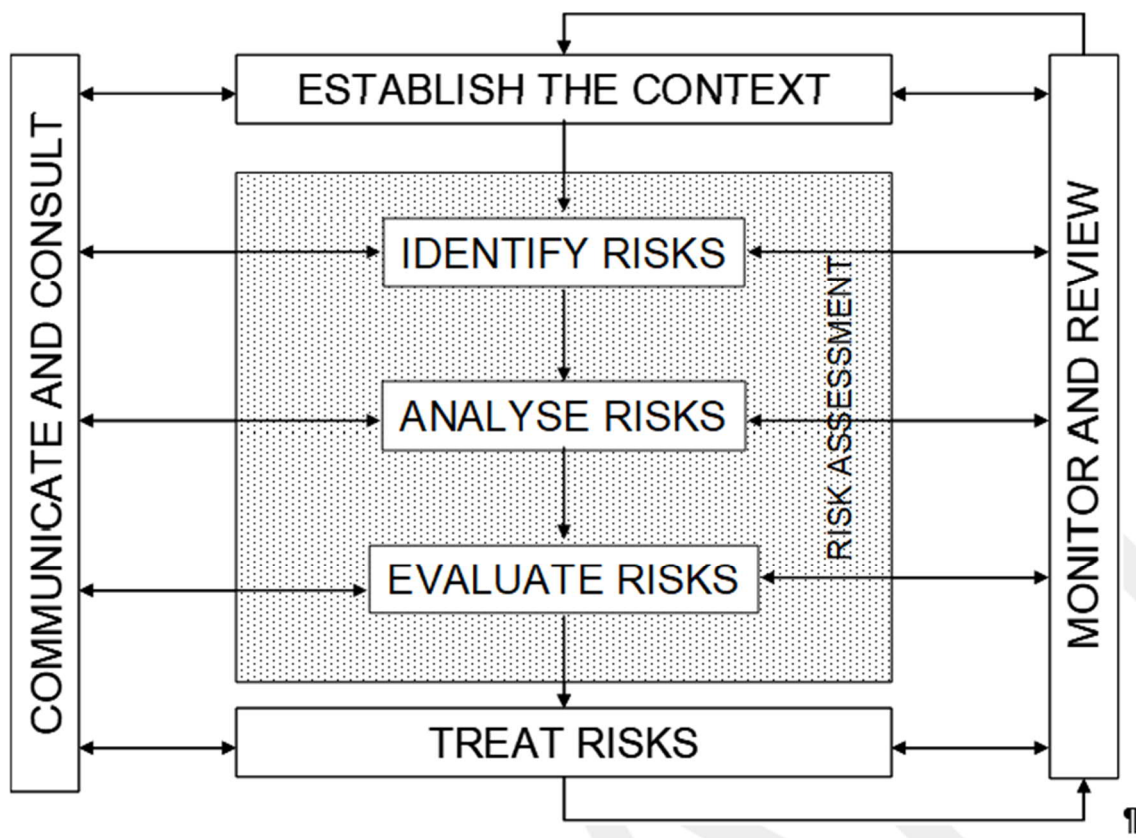 ESTABLISH THE CONTEXT
COMMUNICATE AND CONSULT
IDENTIFY RISKS
ANALYSE RISKS
EVALUATE RISKS
RISK ASSESSMENT
MONITOR AND REVIEW
TREAT RISKS
¶